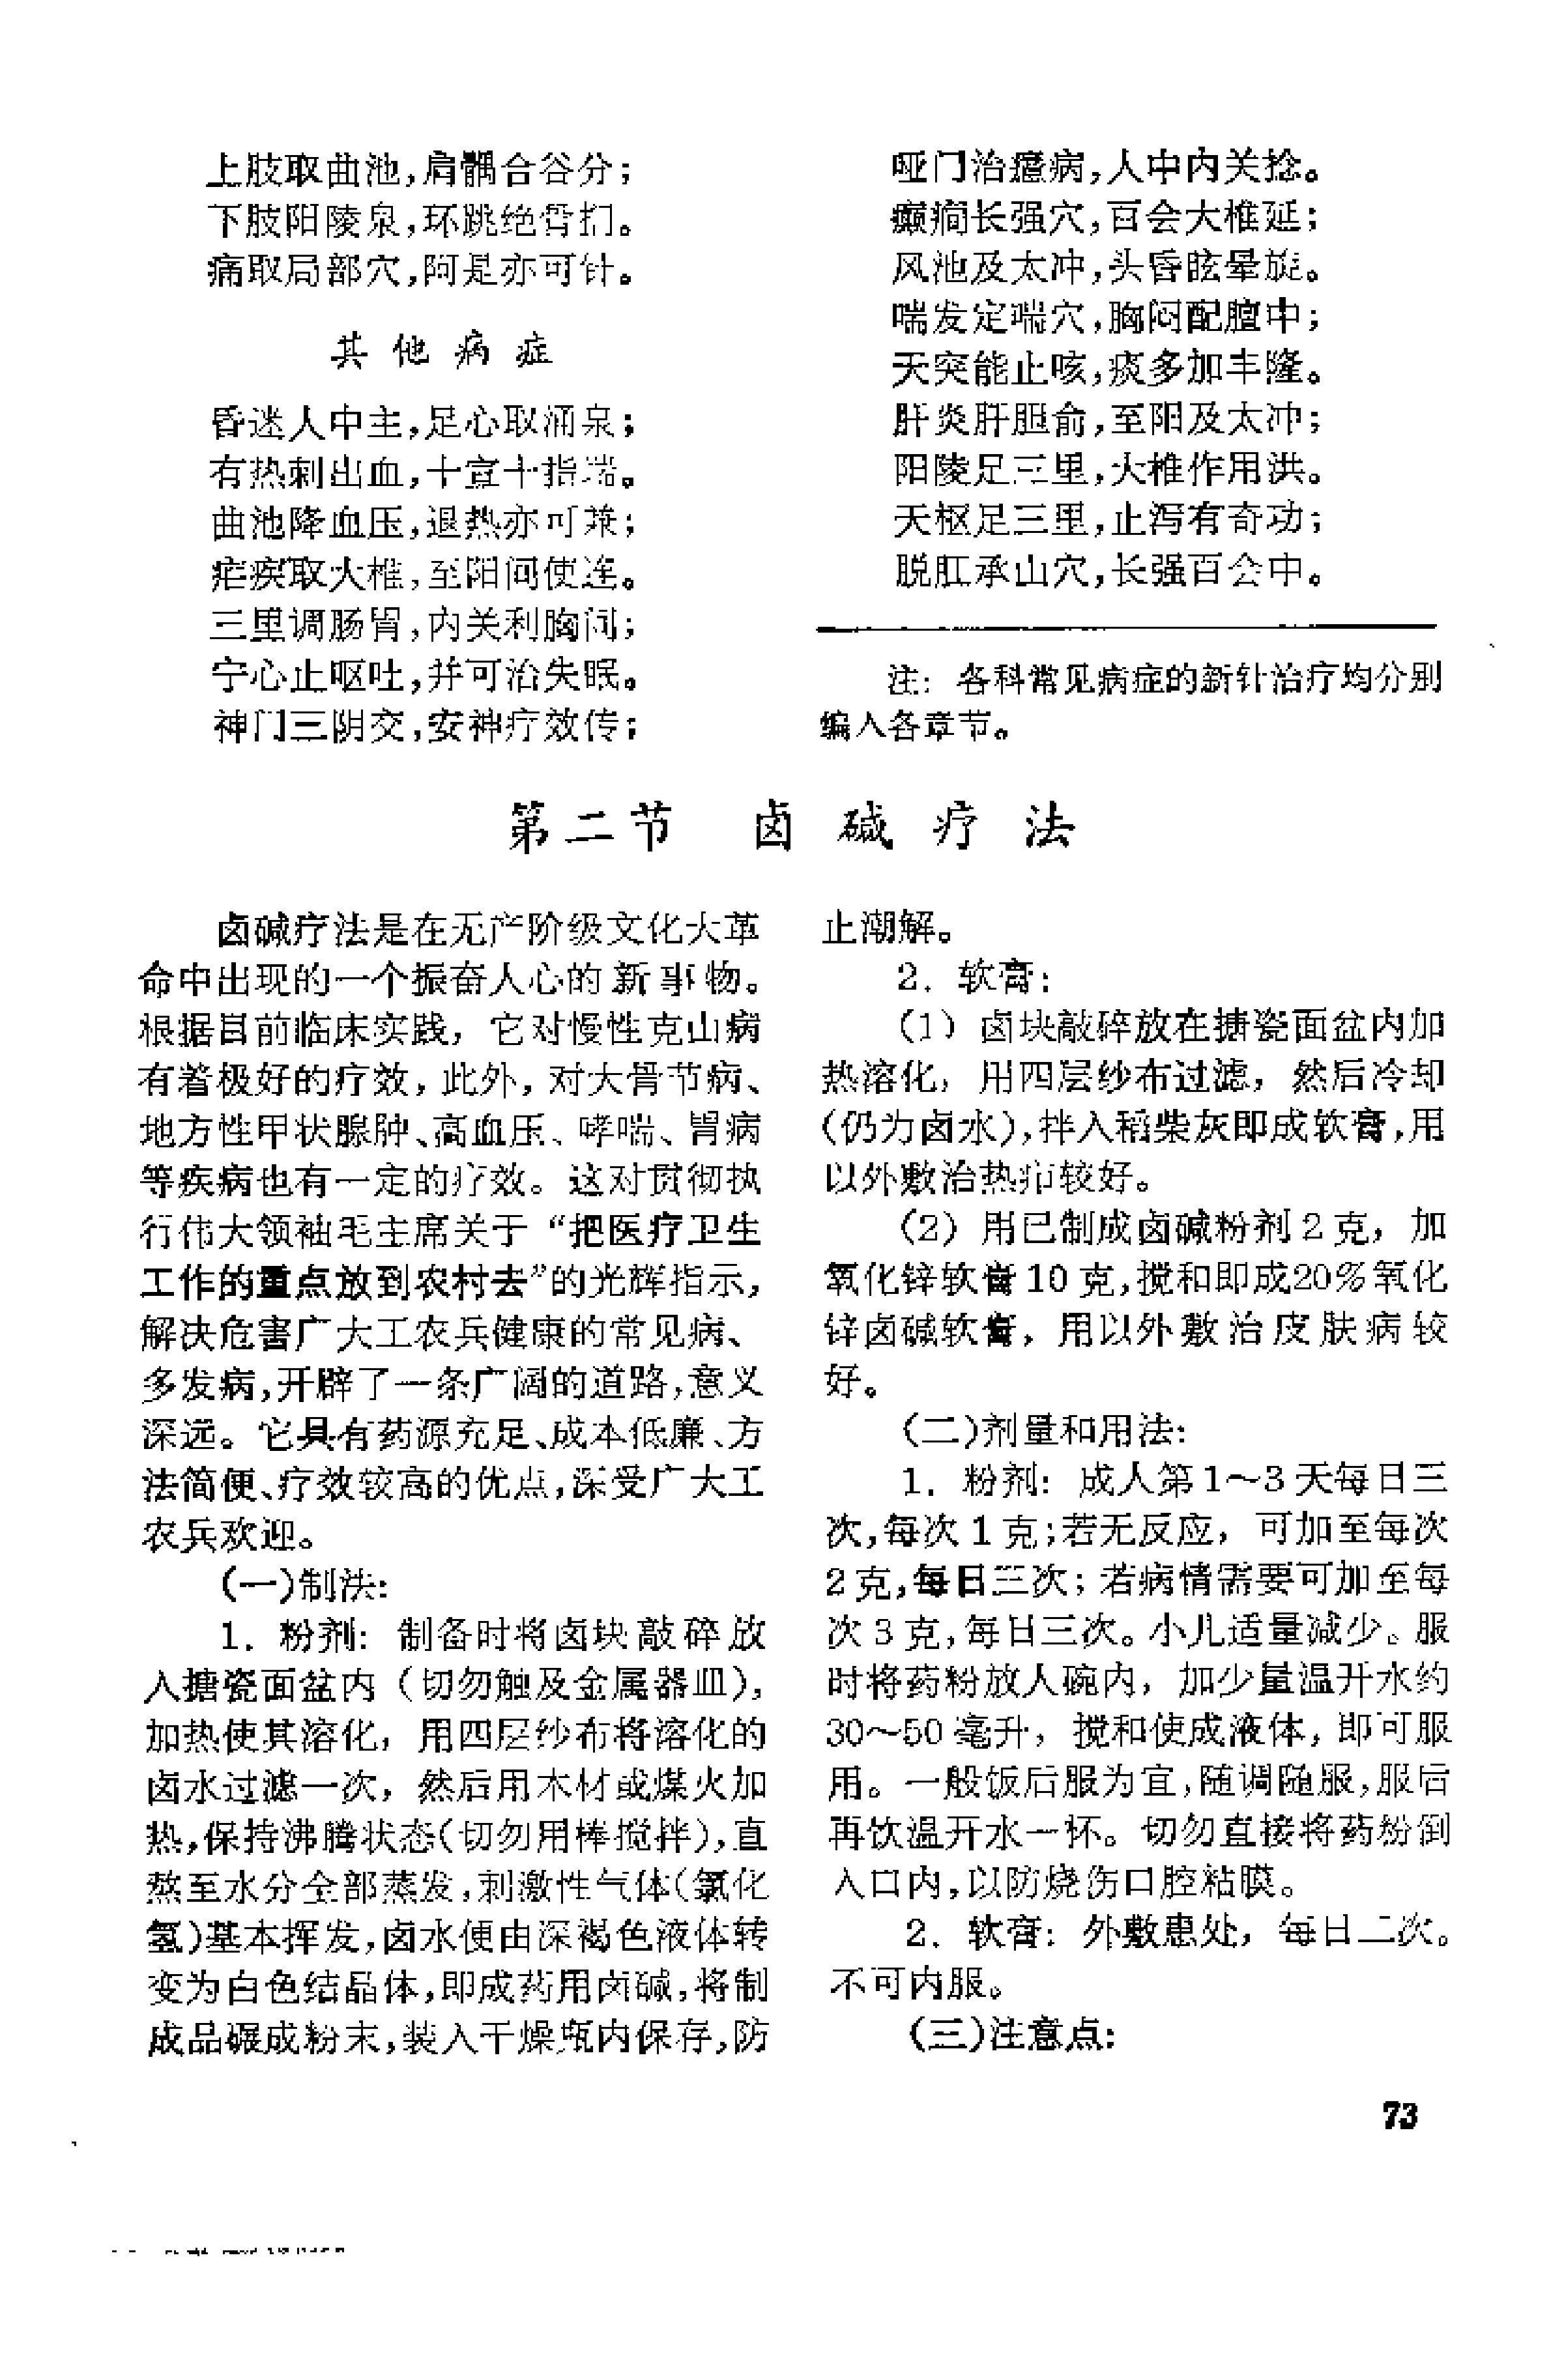 上肢取曲池,肩髃合谷分;
下肢阳陵泉,环跳绝骨扪。
痛取局部穴,阿是亦可针。
其他病症
昏迷人中主,足心取涌泉;
有热刺出血,十宣十指端。
曲池降血压,退热亦可兼;
疟疾取大椎,至阳间使连。
三里调肠胃,内关利胸间;
宁心止呕吐,并可治失眠。
神门三阴交,安神疗效传;
哑门治癔病,人中内关捻。
癫痫长强穴,百会大椎延;
风池及太冲,头昏眩晕旋。
喘发定喘穴,胸闷配膻中;
天突能止咳,痰多加丰隆。
肝炎肝胆俞,至阳及太冲;
阳陵足三里,大椎作用洪。
天枢足三里,止泻有奇功;
脱肛承山穴,长强百会中。
注: 各科常见病症的新针治疗均分别
编入各章节。
第二节 卤碱疗法
卤碱疗法是在无产阶级文化大革
命中出现的一个振奋人心的新事物。
根据目前临床实践, 它对慢性克山病
有着极好的疗效, 此外, 对大骨节病、
地方性甲状腺肿、高血压、哮喘、胃病
等疾病也有一定的疗效。这对贯彻执
行伟大领袖毛主席关于“把医疗卫生
工作的重点放到农村去”的光辉指示,
解决危害广大工农兵健康的常见病、
多发病,开辟了一条广阔的道路,意义
深远。它具有药源充足、成本低廉、方
法简便、疗效较高的优点,深受广大工
农兵欢迎。
(一)制法:
1. 粉剂: 制备时将卤块敲碎放
入搪瓷面盆内(切勿触及金属器皿),
加热使其溶化, 用四层纱布将溶化的
卤水过滤一次, 然后用木材或煤火加
热,保持沸腾状态(切勿用棒搅拌),直
熬至水分全部蒸发,刺激性气体(氯化
氢)基本挥发,卤水便由深褐色液体转
变为白色结晶体,即成药用卤碱,将制
成品碾成粉末,装入干燥瓶内保存,防
止潮解。
2. 软膏:
(1) 卤块敲碎放在搪瓷面盆内加
热溶化, 用四层纱布过滤, 然后冷却
(仍为卤水),拌入稻柴灰即成软膏,用
以外敷治热疖较好。
(2) 用已制成卤碱粉剂2克, 加
氧化锌软膏10克,搅和即成20%氧化
锌卤碱软膏, 用以外敷治皮肤病较
好。
(二)剂量和用法:
1. 粉剂: 成人第1～3天每日三
次,每次1克;若无反应, 可加至每次
2克,每日三次; 若病情需要可加至每
次3克,每日三次。小儿适量减少。服
时将药粉放入碗内, 加少量温开水约
30～50毫升, 搅和使成液体, 即可服
用。一般饭后服为宜,随调随服,服后
再饮温开水一杯。切勿直接将药粉倒
入口内,以防烧伤口腔粘膜。
2. 软膏: 外敷患处, 每日二次。
不可内服。
(三)注意点:
73